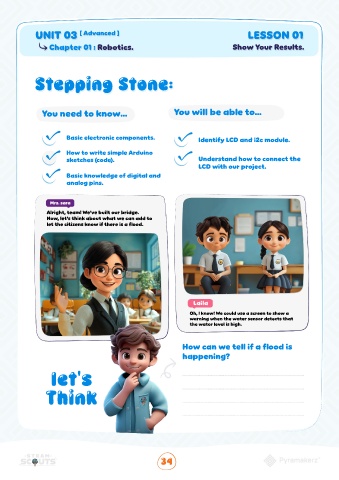 UNIT 03 [ Advanced ]
LESSON 01
Chapter 01 : Robotics.
Show Your Results.
Stepping Stone:
You need to know...
You will be able to...
Basic electronic components.
How to write simple Arduino
sketches (code).
Basic knowledge of digital and
analog pins.
Identify LCD and i2c module.
Understand how to connect the
LCD with our project.
Mrs. sara
Alright, team! We've built our bridge.
Now, let's think about what we can add to
let the citizens know if there is a flood.
Laila
Oh, I know! We could use a screen to show a
warning when the water sensor detects that
the water level is high.
let's
Think
How can we tell if a flood is
happening?
STEAM
SCOUTS
34
Pyramakerz